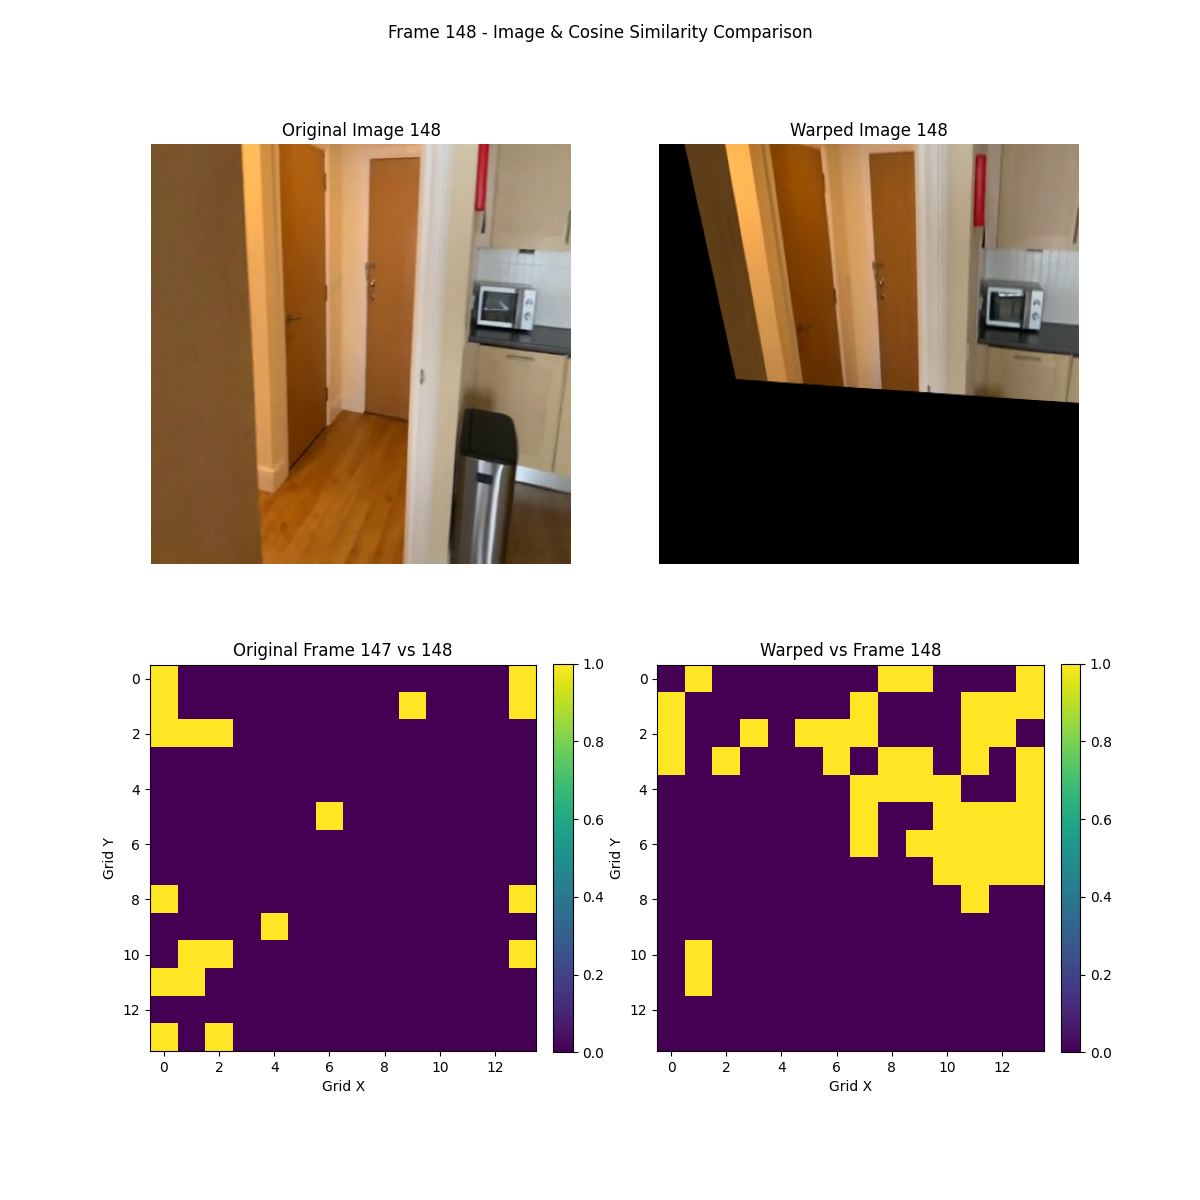 Frame 148 - Image & Cosine Similarity Comparison
Original Image 148
Warped Image 148
Original Frame 147 vs 148
0
2
4
6
8
10
12
Grid Y
0 2 4 6 8 10 12
Grid X
1.0
0.8
0.6
0.4
0.2
0.0
Warped vs Frame 148
0
2
4
6
8
10
12
Grid Y
0 2 4 6 8 10 12
Grid X
1.0
0.8
0.6
0.4
0.2
0.0